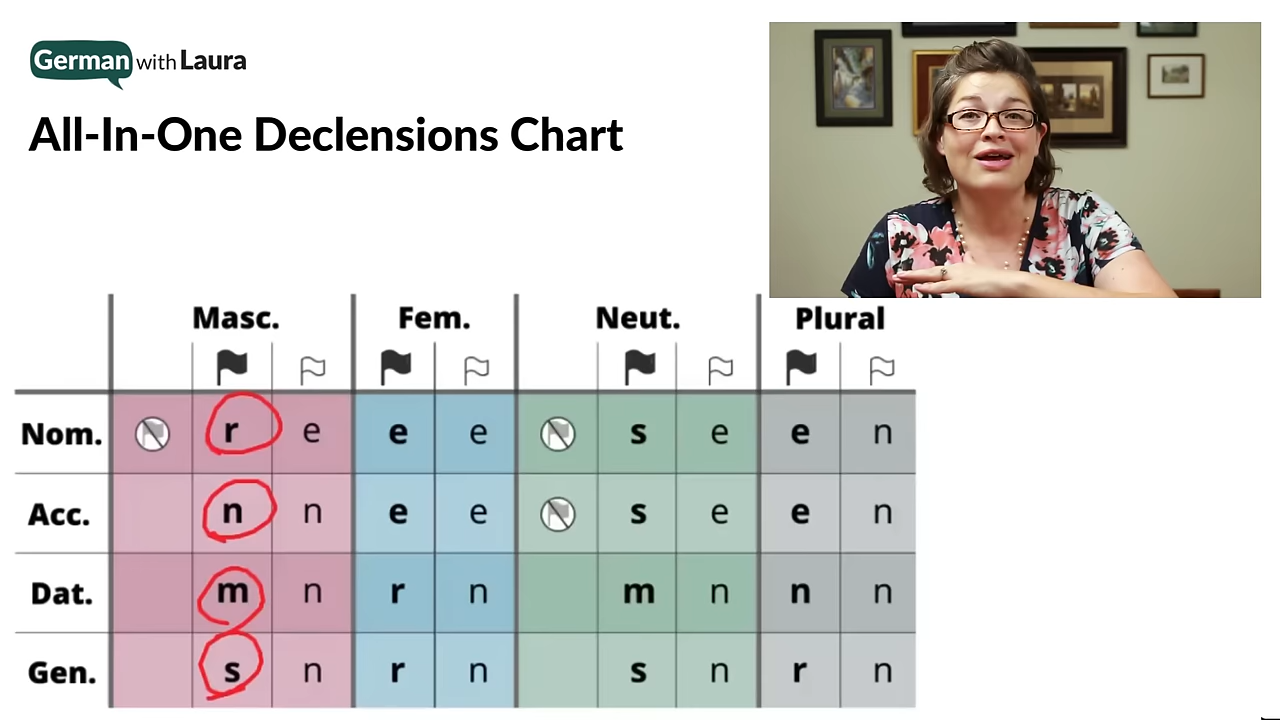 German with Laura
All-In-One Declensions Chart
Masc. Fem. Neut. Plural
Nom. r e e e s e e n
Acc. n n e e s e e n
Dat. m n r n m n n n
Gen. s n r n s n r n